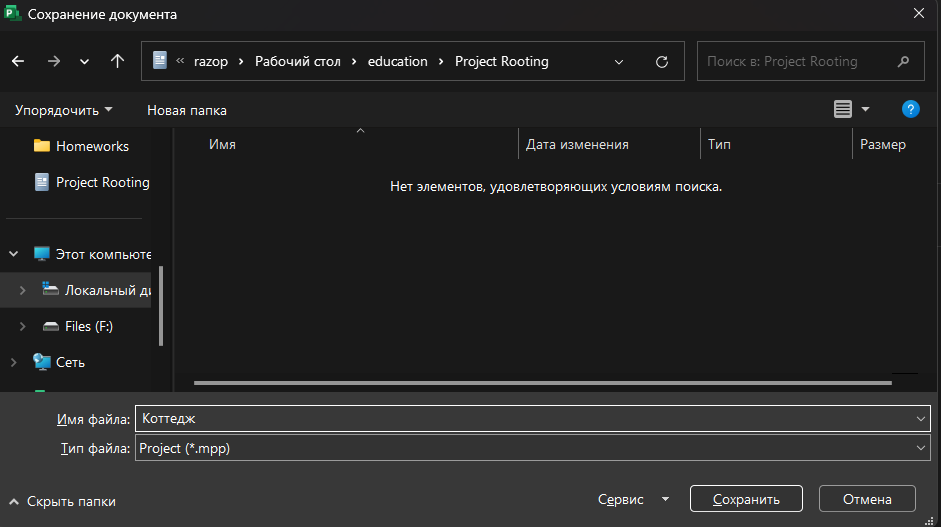 Сохранение документа
« razop › Рабочий стол › education › Project Rooting
Поиск в: Project Rooting
Упорядочить
Новая папка
?
Homeworks
Project Rooting
Этот компьюте
Локальный ди
Files (F:)
Сеть
Имя
Дата изменения
Тип
Размер
Нет элементов, удовлетворяющих условиям поиска.
Имя файла: Коттедж
Тип файла: Project (*.mpp)
Скрыть папки
Сервис
Сохранить
Отмена